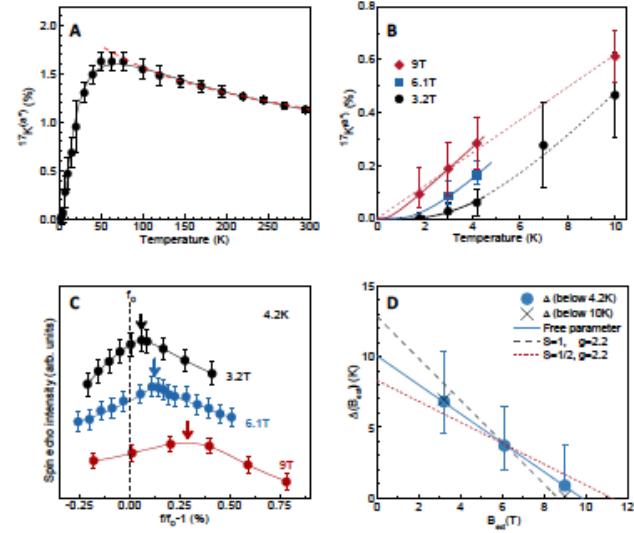 A
2.0
1.5
1.0
0.5
0.0
17K(a*) (%)
0 50 100 150 200 250 300
Temperature (K)
B
9T
6.1T
3.2T
0.8
0.6
0.4
0.2
0.0
17K(a*) (%)
0 2 4 6 8 10
Temperature (K)
C
fo
4.2K
3.2T
6.1T
9T
Spin echo intensity (arb. units)
-0.25 0.00 0.25 0.50 0.75
f/fo-1 (%)
D
Δ (below 4.2K)
Δ (below 10K)
Free parameter
S=1, g=2.2
S=1/2, g=2.2
15
10
5
0
Δ(Bext) (K)
0 2 4 6 8 10 12
Bext(T)